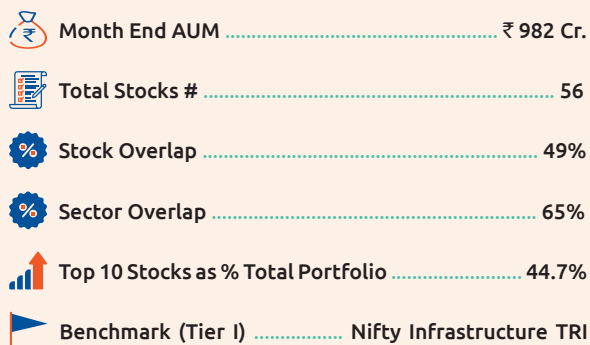 Month End AUM ₹ 982 Cr.
Total Stocks # 56
% Stock Overlap 49%
% Sector Overlap 65%
Top 10 Stocks as % Total Portfolio 44.7%
Benchmark (Tier I) Nifty Infrastructure TRI